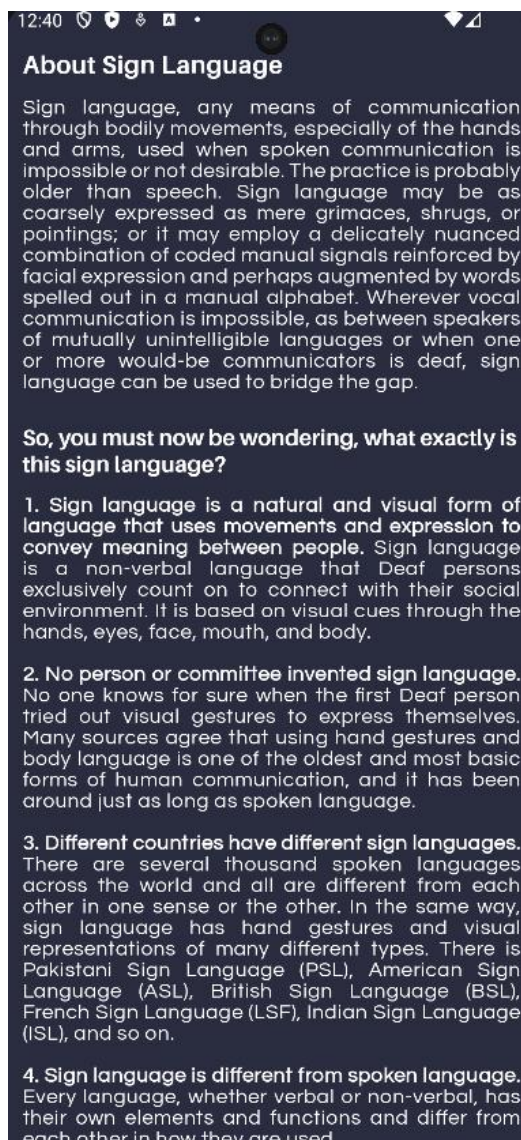 12:40
About Sign Language
Sign language, any means of communication
through bodily movements, especially of the hands
and arms, used when spoken communication is
impossible or not desirable. The practice is probably
older than speech. Sign language may be as
coarsely expressed as mere grimaces, shrugs, or
pointings; or it may employ a delicately nuanced
combination of coded manual signals reinforced by
facial expression and perhaps augmented by words
spelled out in a manual alphabet. Wherever vocal
communication is impossible, as between speakers
of mutually unintelligible languages or when one
or more would-be communicators is deaf, sign
language can be used to bridge the gap.
So, you must now be wondering, what exactly is
this sign language?
1. Sign language is a natural and visual form of
language that uses movements and expression to
convey meaning between people. Sign language
is a non-verbal language that Deaf persons
exclusively count on to connect with their social
environment. It is based on visual cues through the
hands, eyes, face, mouth, and body.
2. No person or committee invented sign language.
No one knows for sure when the first Deaf person
tried out visual gestures to express themselves.
Many sources agree that using hand gestures and
body language is one of the oldest and most basic
forms of human communication, and it has been
around just as long as spoken language.
3. Different countries have different sign languages.
There are several thousand spoken languages
across the world and all are different from each
other in one sense or the other. In the same way,
sign language has hand gestures and visual
representations of many different types. There is
Pakistani Sign Language (PSL), American Sign
Language (ASL), British Sign Language (BSL),
French Sign Language (LSF), Indian Sign Language
(ISL), and so on.
4. Sign language is different from spoken language.
Every language, whether verbal or non-verbal, has
their own elements and functions and differ from
each other in how they are used